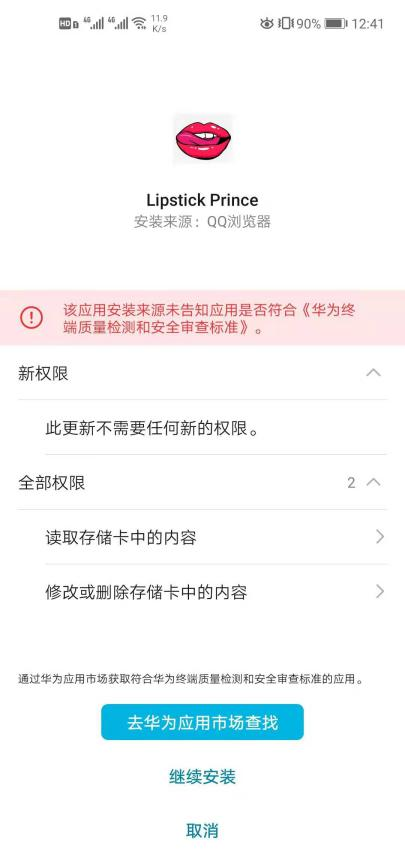 HD 4G 4G 11.9 K/s 90% 12:41
Lipstick Prince
安装来源：QQ浏览器
该应用安装来源未告知应用是否符合《华为终
端质量检测和安全审查标准》。
新权限
此更新不需要任何新的权限。
全部权限 2
读取存储卡中的内容
修改或删除存储卡中的内容
通过华为应用市场获取符合华为终端质量检测和安全审查标准的应用。
去华为应用市场查找
继续安装
取消